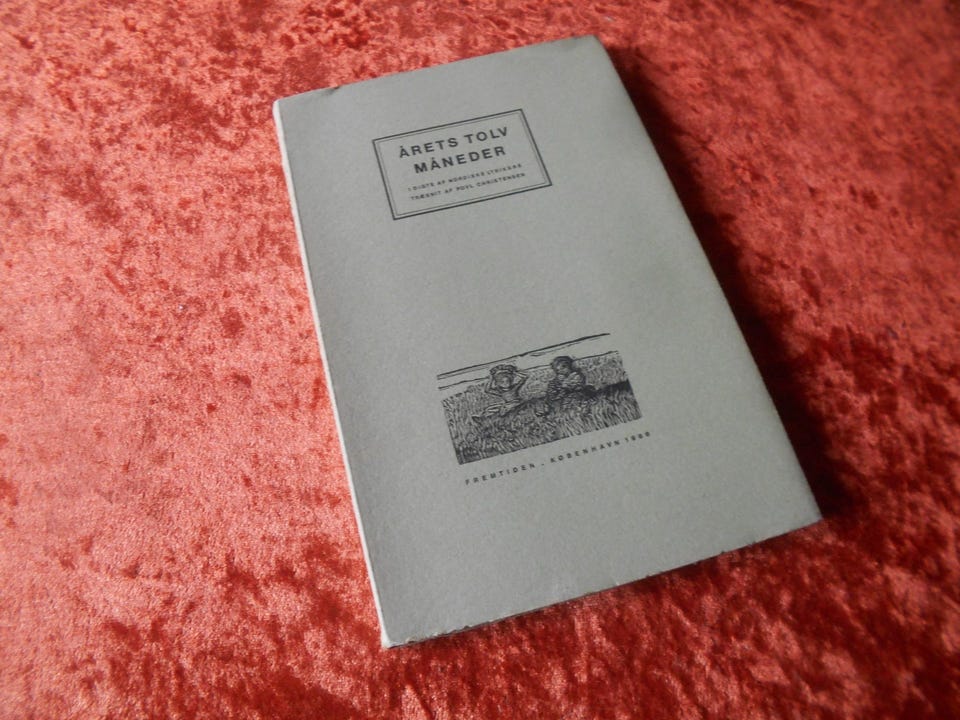 ÅRETS TOLV
MÅNEDER
I DIGTE AF NORDISKE LYRIKERE
TRÆSNIT AF POVL CHRISTENSEN
FREMTIDEN . KØBENHAVN